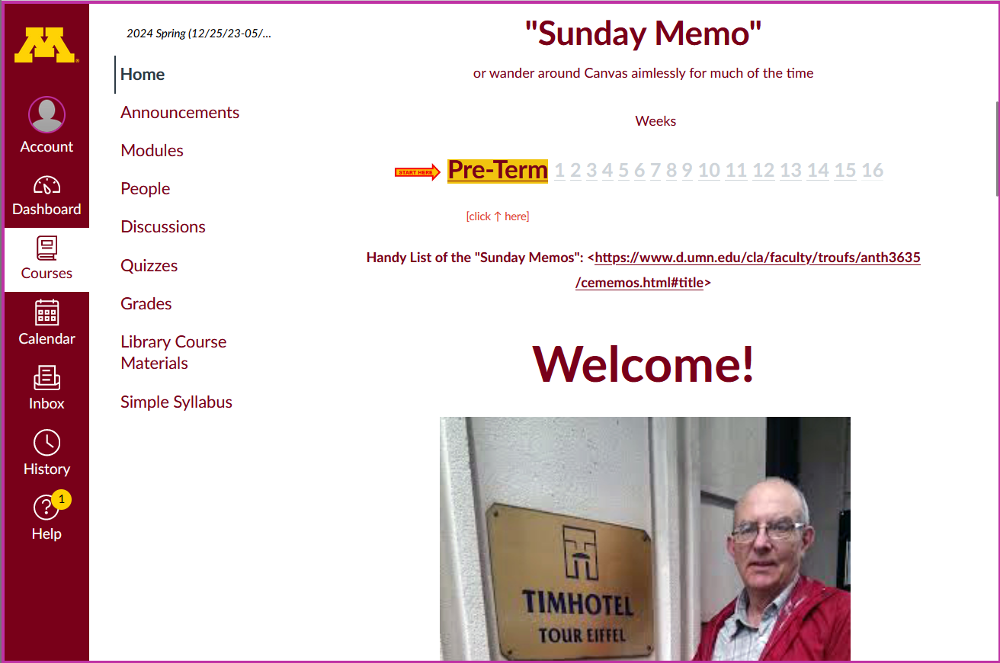 M
Account
Dashboard
Courses
Calendar
Inbox
History
1
Help
2024 Spring (12/25/23-05/...
Home
Announcements
Modules
People
Discussions
Quizzes
Grades
Library Course
Materials
Simple Syllabus
"Sunday Memo"
or wander around Canvas aimlessly for much of the time
Weeks
START HERE Pre-Term 1 2 3 4 5 6 7 8 9 10 11 12 13 14 15 16
[click ↑ here]
Handy List of the "Sunday Memos": <https://www.d.umn.edu/cla/faculty/troufs/anth3635
/cememos.html#title>
Welcome!
TIMHOTEL
TOUR EIFFEL